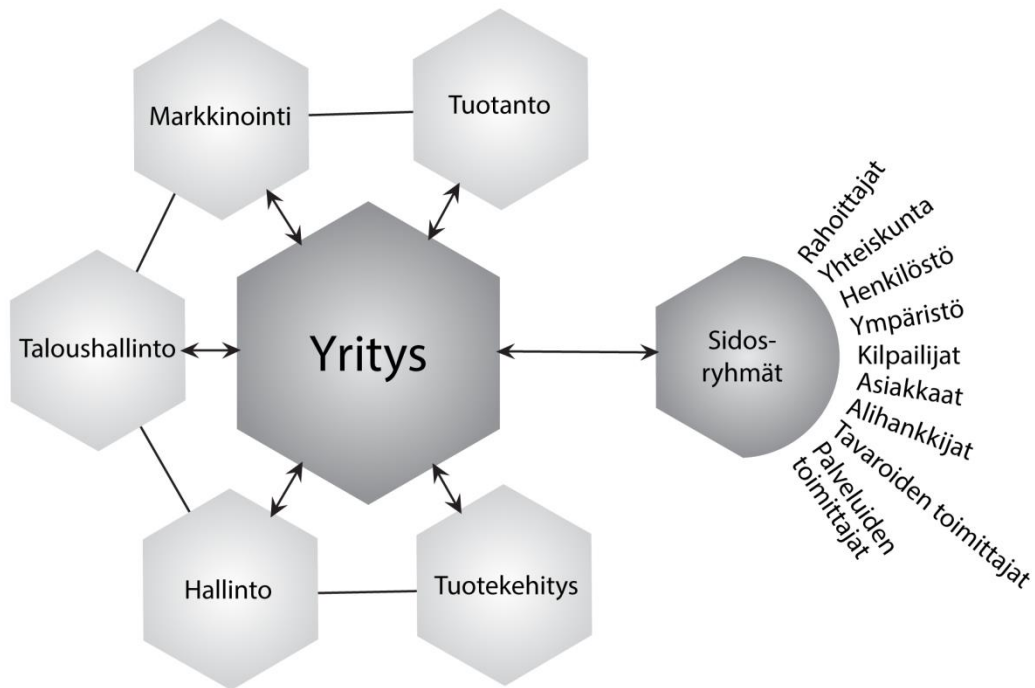 Markkinointi
Tuotanto
Taloushallinto
Yritys
Hallinto
Tuotekehitys
Sidos-
ryhmät
Rahoittajat
Yhteiskunta
Henkilöstö
Ympäristö
Kilpailijat
Asiakkaat
Alihankkijat
Tavaroiden toimittajat
Palveluiden
toimittajat